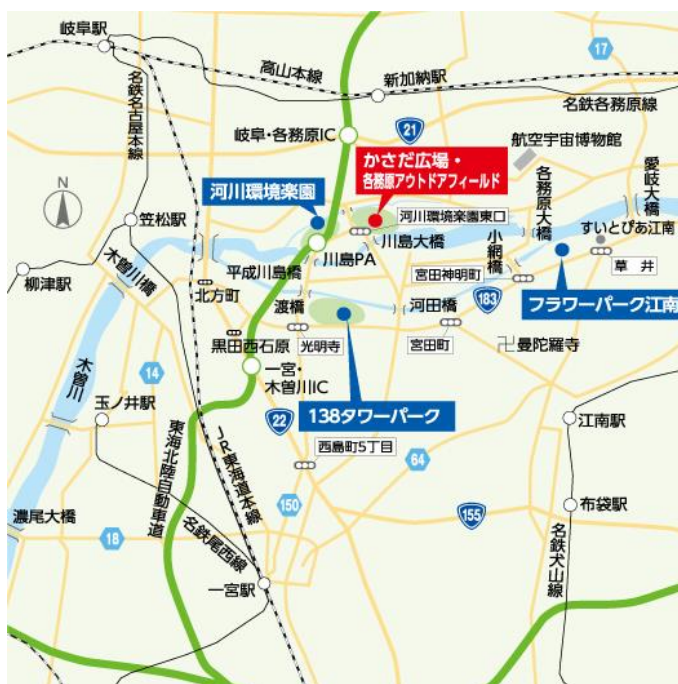 岐阜駅
高山本線
17
新加納駅
名鉄名古屋本線
名鉄各務原線
岐阜・各務原IC
21
航空宇宙博物館
かさだ広場・
各務原アウトドアフィールド
河川環境楽園
愛岐大橋
各務原大橋
N
笠松駅
河川環境楽園東口
すいとぴあ江南
川島大橋
小網橋
草井
木曽川橋
平成川島橋
川島PA
宮田神明町
柳津駅
北方町
渡橋
河田橋
183
フラワーパーク江南
黒田西石原
光明寺
宮田町
曼陀羅寺
木曽川
14
一宮・
木曽川IC
138タワーパーク
玉ノ井駅
22
江南駅
西島町5丁目
64
東海北陸自動車道
JR東海道本線
150
155
布袋駅
濃尾大橋
18
名鉄尾西線
名鉄犬山線
一宮駅